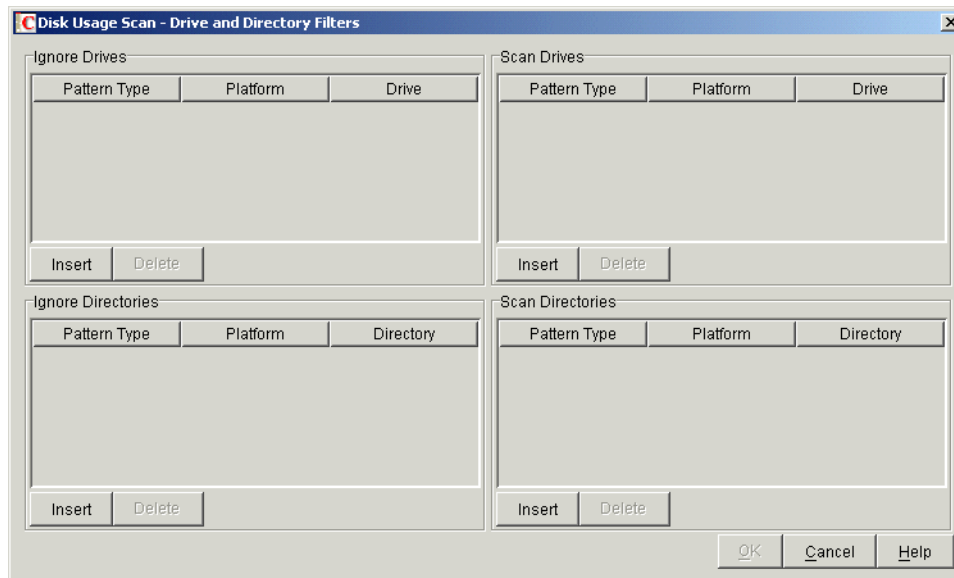 C Disk Usage Scan - Drive and Directory Filters
Ignore Drives
Pattern Type Platform Drive
Insert Delete
Scan Drives
Pattern Type Platform Drive
Insert Delete
Ignore Directories
Pattern Type Platform Directory
Insert Delete
Scan Directories
Pattern Type Platform Directory
Insert Delete
OK Cancel Help